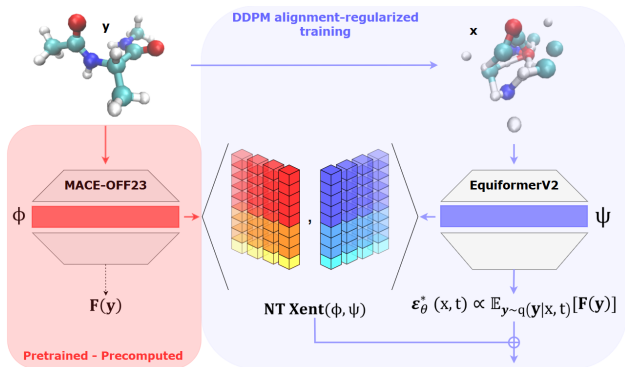 DDPM alignment-regularized
training
y
x
MACE-OFF23
EquiformerV2
ϕ
,
ψ
F(y)
NT Xent(ϕ, ψ)
ε*θ (x, t) ∝ 𝔼y~q(y|x, t)[F(y)]
Pretrained - Precomputed